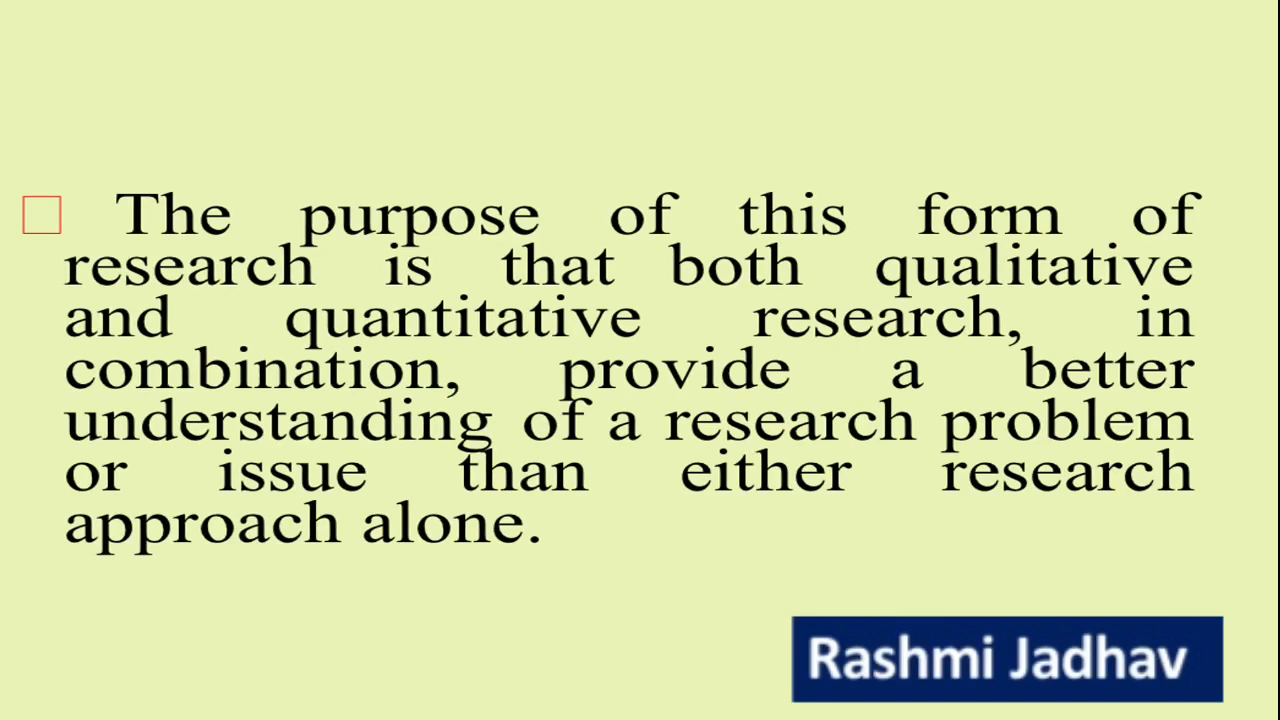 The purpose of this form of
research is that both qualitative
and quantitative research, in
combination, provide a better
understanding of a research problem
or issue than either research
approach alone.
Rashmi Jadhav